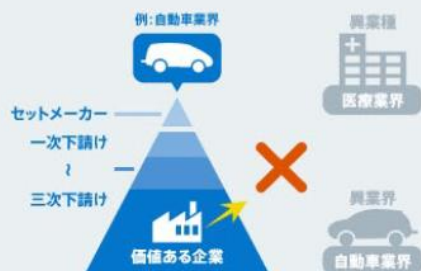 例:自動車業界
異業種
医療業界
セットメーカー
一次下請け
〜
三次下請け
価値ある企業
異業界
自動車業界